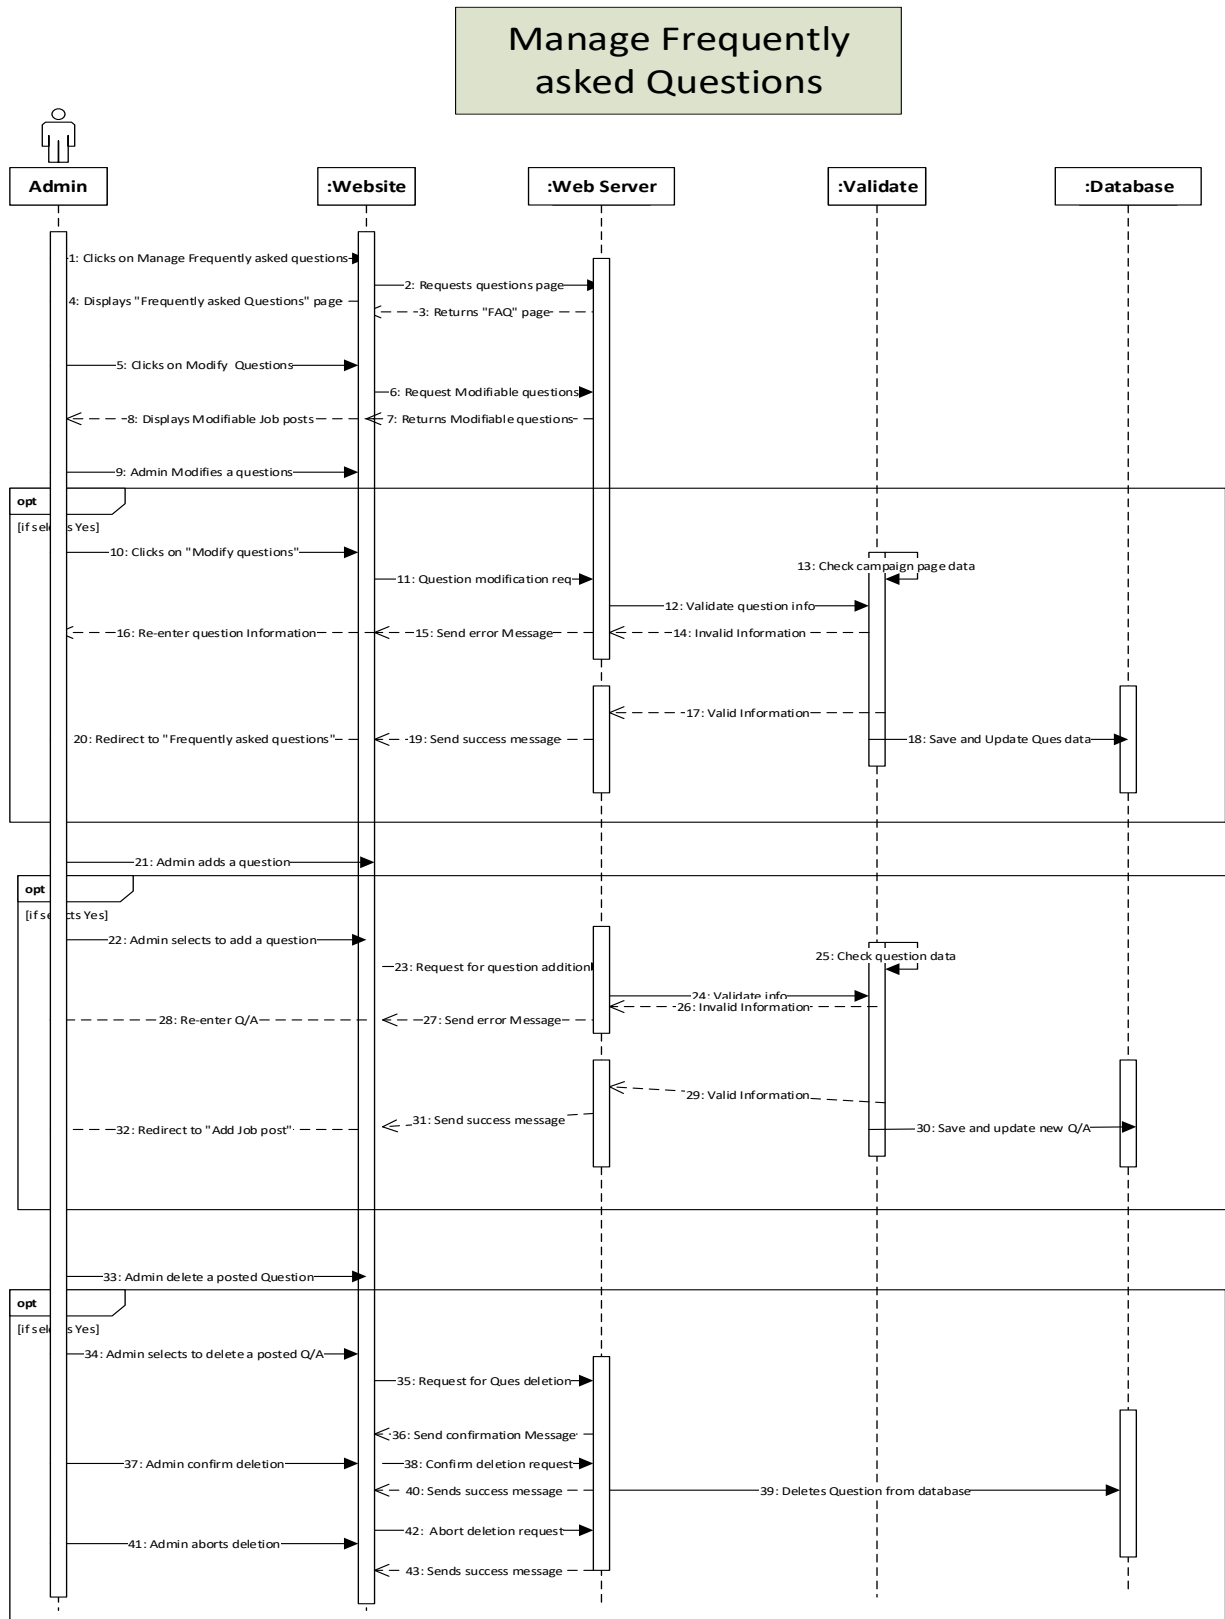 Manage Frequently
asked Questions
Admin
:Website
:Web Server
:Validate
:Database
1: Clicks on Manage Frequently asked questions
2: Requests questions page
4: Displays "Frequently asked Questions" page
3: Returns "FAQ" page
5: Clicks on Modify Questions
6: Request Modifiable questions
8: Displays Modifiable Job posts
7: Returns Modifiable questions
9: Admin Modifies a questions
opt
[if selects Yes]
10: Clicks on "Modify questions"
13: Check campaign page data
11: Question modification req
12: Validate question info
16: Re-enter question Information
15: Send error Message
14: Invalid Information
17: Valid Information
20: Redirect to "Frequently asked questions"
19: Send success message
18: Save and Update Ques data
21: Admin adds a question
opt
[if selects Yes]
22: Admin selects to add a question
25: Check question data
23: Request for question addition
24: Validate info
26: Invalid Information
28: Re-enter Q/A
27: Send error Message
29: Valid Information
31: Send success message
32: Redirect to "Add Job post"
30: Save and update new Q/A
33: Admin delete a posted Question
opt
[if selects Yes]
34: Admin selects to delete a posted Q/A
35: Request for Ques deletion
36: Send confirmation Message
37: Admin confirm deletion
38: Confirm deletion request
40: Sends success message
39: Deletes Question from database
42: Abort deletion request
41: Admin aborts deletion
43: Sends success message